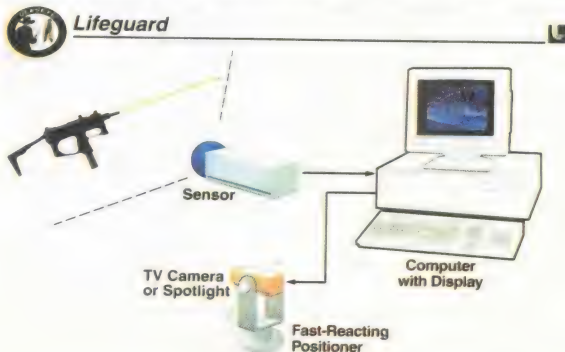 Lifeguard
Sensor
TV Camera
or Spotlight
Computer
with Display
Fast-Reacting
Positioner